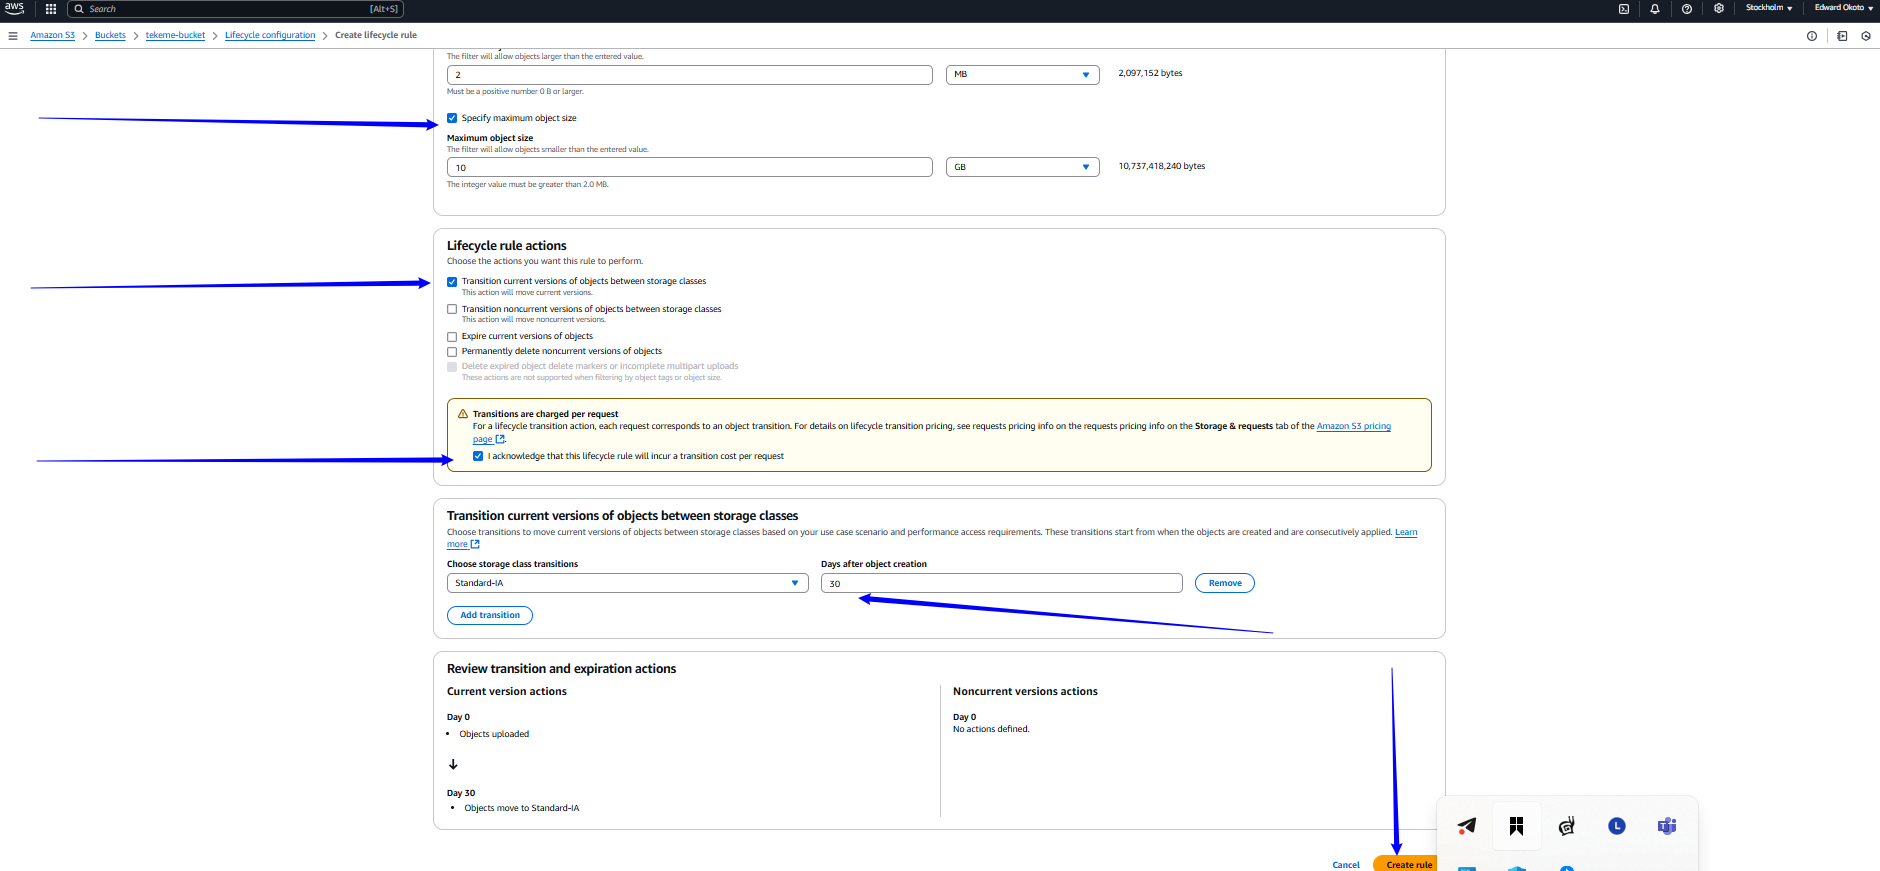 aws
Search
[Alt+S]
Stockholm
Edward Okoto
Amazon S3 > Buckets > tekeme-bucket > Lifecycle configuration > Create lifecycle rule
The filter will allow objects larger than the entered value.
2
MB
2,097,152 bytes
Must be a positive number 0 B or larger.
Specify maximum object size
Maximum object size
The filter will allow objects smaller than the entered value.
10
GB
10,737,418,240 bytes
The integer value must be greater than 2.0 MB.
Lifecycle rule actions
Choose the actions you want this rule to perform.
Transition current versions of objects between storage classes
This action will move current versions.
Transition noncurrent versions of objects between storage classes
This action will move noncurrent versions.
Expire current versions of objects
Permanently delete noncurrent versions of objects
Delete expired object delete markers or incomplete multipart uploads
These actions are not supported when filtering by object tags or object size.
Transitions are charged per request
For a lifecycle transition action, each request corresponds to an object transition. For details on lifecycle transition pricing, see requests pricing info on the requests pricing info on the Storage & requests tab of the Amazon S3 pricing
page.
I acknowledge that this lifecycle rule will incur a transition cost per request
Transition current versions of objects between storage classes
Choose transitions to move current versions of objects between storage classes based on your use case scenario and performance access requirements. These transitions start from when the objects are created and are consecutively applied. Learn
more
Choose storage class transitions
Days after object creation
Standard-IA
30
Remove
Add transition
Review transition and expiration actions
Current version actions
Day 0
• Objects uploaded
↓
Day 30
• Objects move to Standard-IA
Noncurrent versions actions
Day 0
No actions defined.
Cancel
Create rule
L